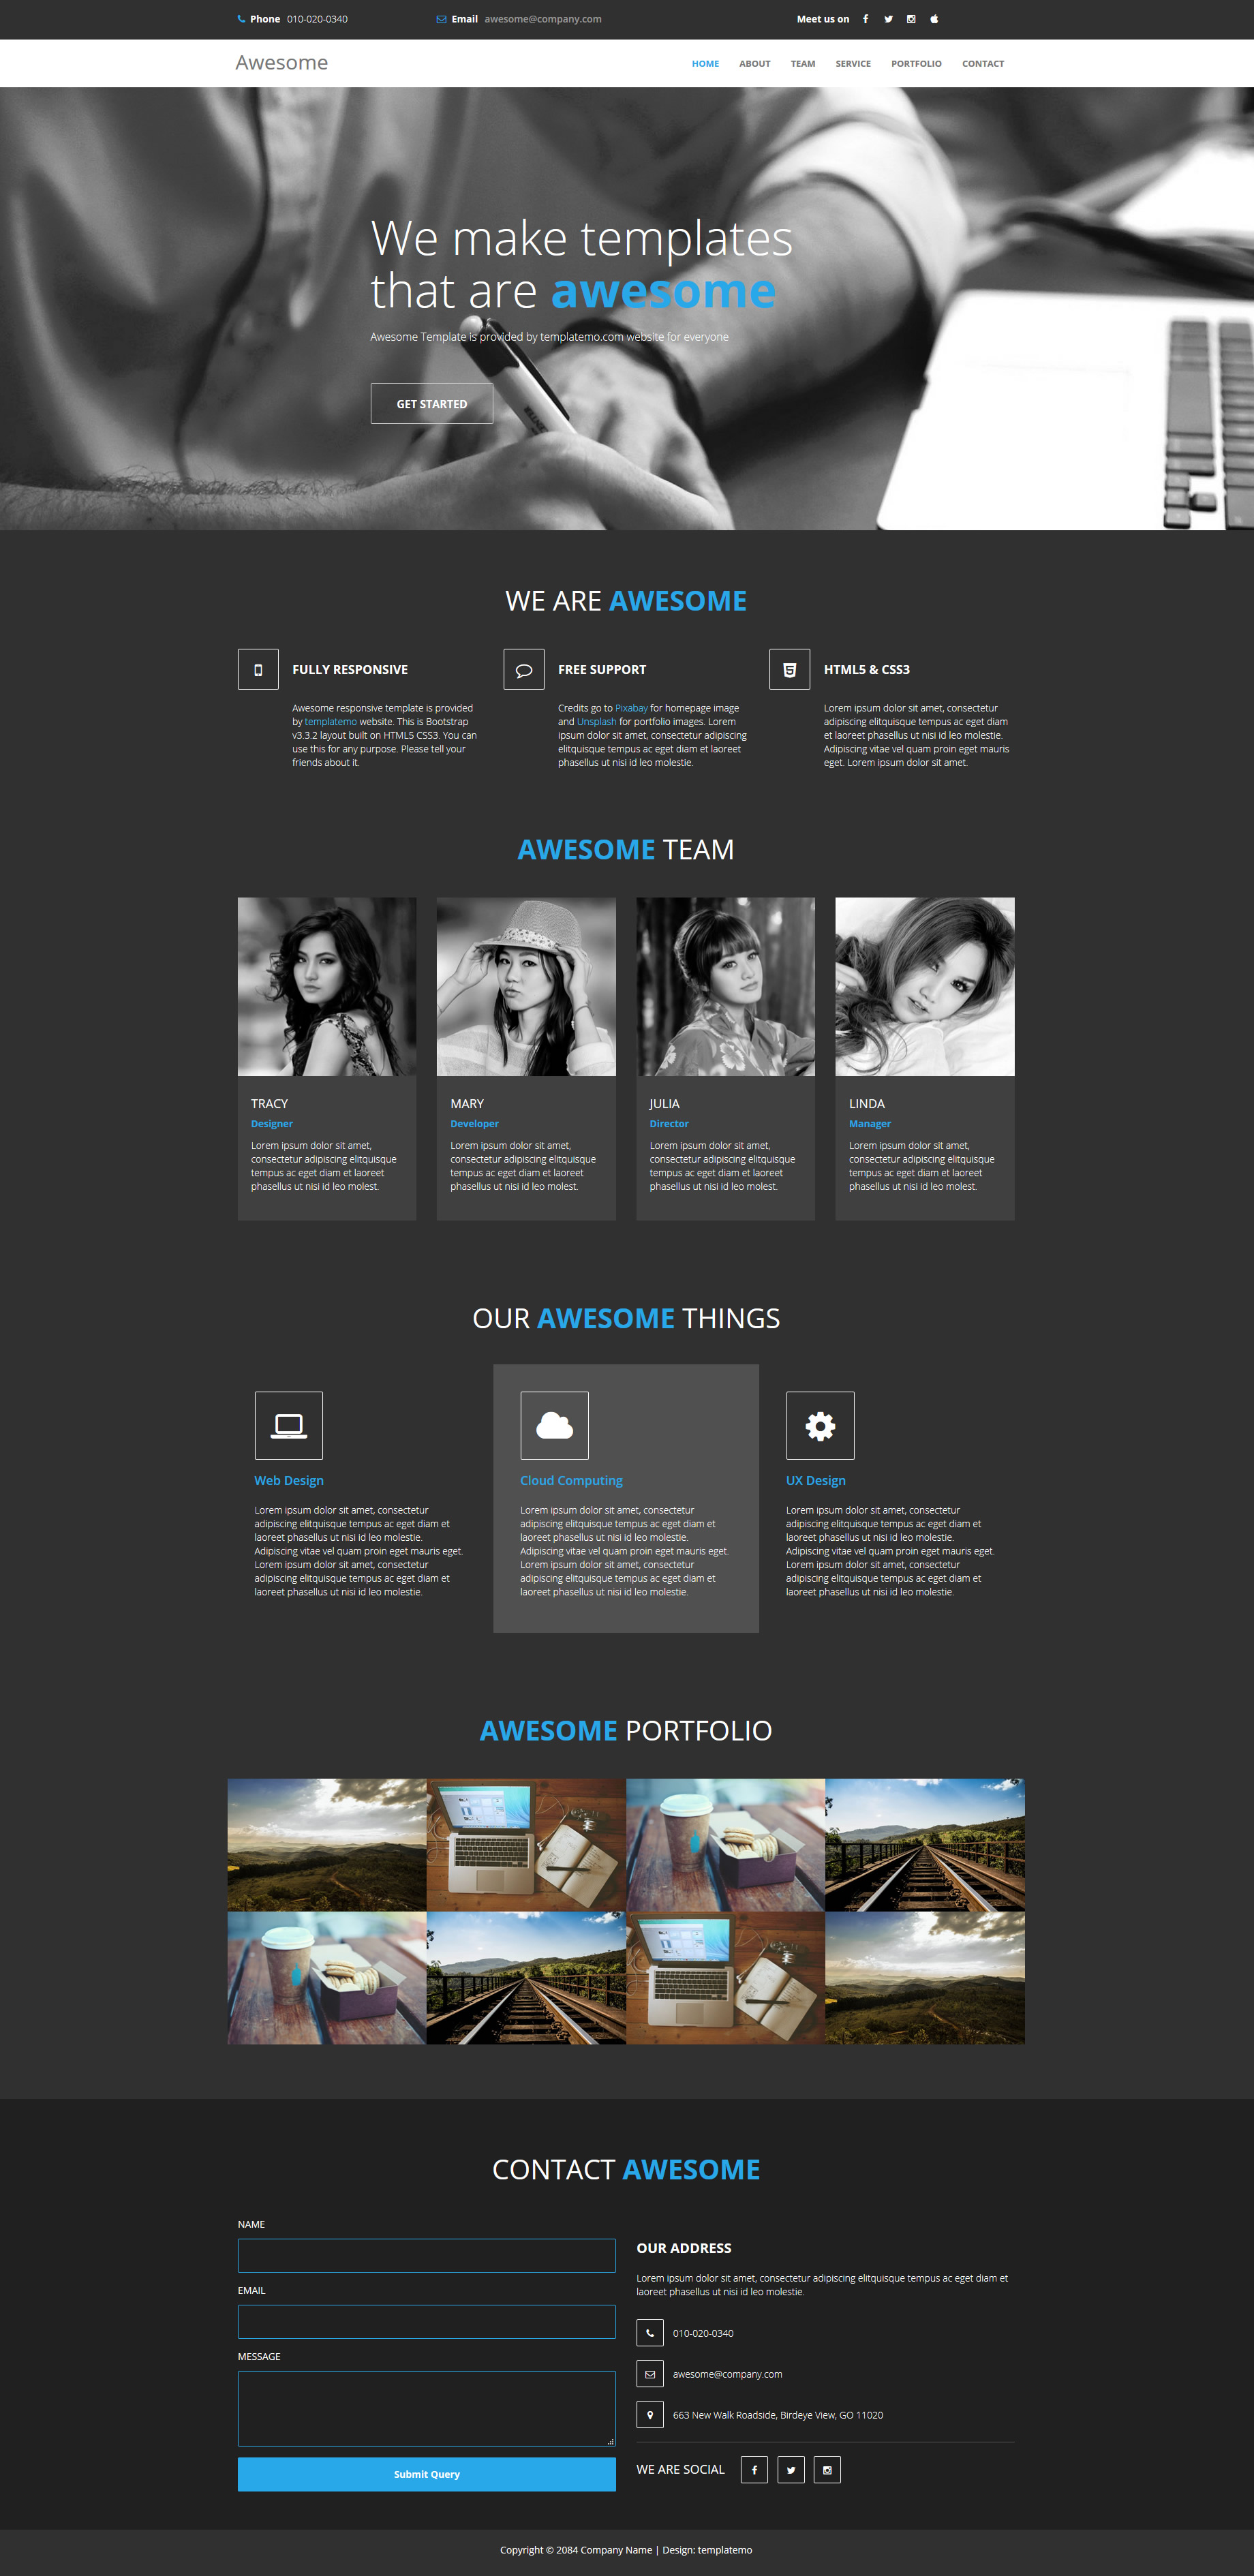 Phone 010-020-0340
Email awesome@company.com
Meet us on
Awesome
HOME ABOUT TEAM SERVICE PORTFOLIO CONTACT
We make templates
that are awesome
Awesome Template is provided by templatemo.com website for everyone
GET STARTED
WE ARE AWESOME
FULLY RESPONSIVE
Awesome responsive template is provided
by templatemo website. This is Bootstrap
v3.3.2 layout built on HTML5 CSS3. You can
use this for any purpose. Please tell your
friends about it.
FREE SUPPORT
Credits go to Pixabay for homepage image
and Unsplash for portfolio images. Lorem
ipsum dolor sit amet, consectetur adipiscing
elitquisque tempus ac eget diam et laoreet
phasellus ut nisi id leo molestie.
HTML5 & CSS3
Lorem ipsum dolor sit amet, consectetur
adipiscing elitquisque tempus ac eget diam
et laoreet phasellus ut nisi id leo molestie.
Adipiscing vitae vel quam proin eget mauris
eget. Lorem ipsum dolor sit amet.
AWESOME TEAM
TRACY
Designer
Lorem ipsum dolor sit amet,
consectetur adipiscing elitquisque
tempus ac eget diam et laoreet
phasellus ut nisi id leo molest.
MARY
Developer
Lorem ipsum dolor sit amet,
consectetur adipiscing elitquisque
tempus ac eget diam et laoreet
phasellus ut nisi id leo molest.
JULIA
Director
Lorem ipsum dolor sit amet,
consectetur adipiscing elitquisque
tempus ac eget diam et laoreet
phasellus ut nisi id leo molest.
LINDA
Manager
Lorem ipsum dolor sit amet,
consectetur adipiscing elitquisque
tempus ac eget diam et laoreet
phasellus ut nisi id leo molest.
OUR AWESOME THINGS
Web Design
Lorem ipsum dolor sit amet, consectetur
adipiscing elitquisque tempus ac eget diam et
laoreet phasellus ut nisi id leo molestie.
Adipiscing vitae vel quam proin eget mauris eget.
Lorem ipsum dolor sit amet, consectetur
adipiscing elitquisque tempus ac eget diam et
laoreet phasellus ut nisi id leo molestie.
Cloud Computing
Lorem ipsum dolor sit amet, consectetur
adipiscing elitquisque tempus ac eget diam et
laoreet phasellus ut nisi id leo molestie.
Adipiscing vitae vel quam proin eget mauris eget.
Lorem ipsum dolor sit amet, consectetur
adipiscing elitquisque tempus ac eget diam et
laoreet phasellus ut nisi id leo molestie.
UX Design
Lorem ipsum dolor sit amet, consectetur
adipiscing elitquisque tempus ac eget diam et
laoreet phasellus ut nisi id leo molestie.
Adipiscing vitae vel quam proin eget mauris eget.
Lorem ipsum dolor sit amet, consectetur
adipiscing elitquisque tempus ac eget diam et
laoreet phasellus ut nisi id leo molestie.
AWESOME PORTFOLIO
CONTACT AWESOME
NAME
EMAIL
MESSAGE
Submit Query
OUR ADDRESS
Lorem ipsum dolor sit amet, consectetur adipiscing elitquisque tempus ac eget diam et
laoreet phasellus ut nisi id leo molestie.
010-020-0340
awesome@company.com
663 New Walk Roadside, Birdeye View, GO 11020
WE ARE SOCIAL
Copyright © 2084 Company Name | Design: templatemo